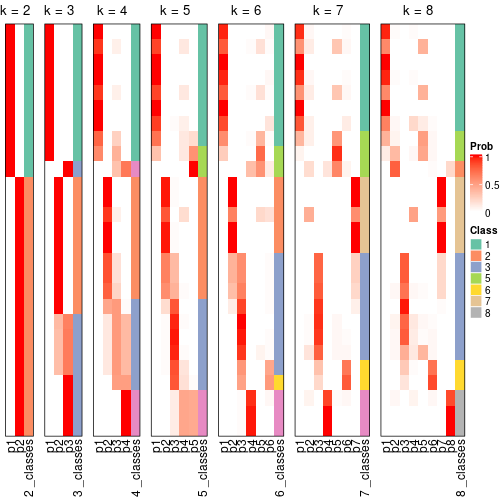 k = 2 k = 3 k = 4 k = 5 k = 6 k = 7 k = 8
p1 p2 2_classes
p1 p2 p3 3_classes
p1 p2 p3 p4 4_classes
p1 p2 p3 p4 p5 5_classes
p1 p2 p3 p4 p5 p6 6_classes
p1 p2 p3 p4 p5 p6 p7 7_classes
p1 p2 p3 p4 p5 p6 p7 p8 8_classes
Prob
1
0.5
0
Class
1
2
3
5
6
7
8